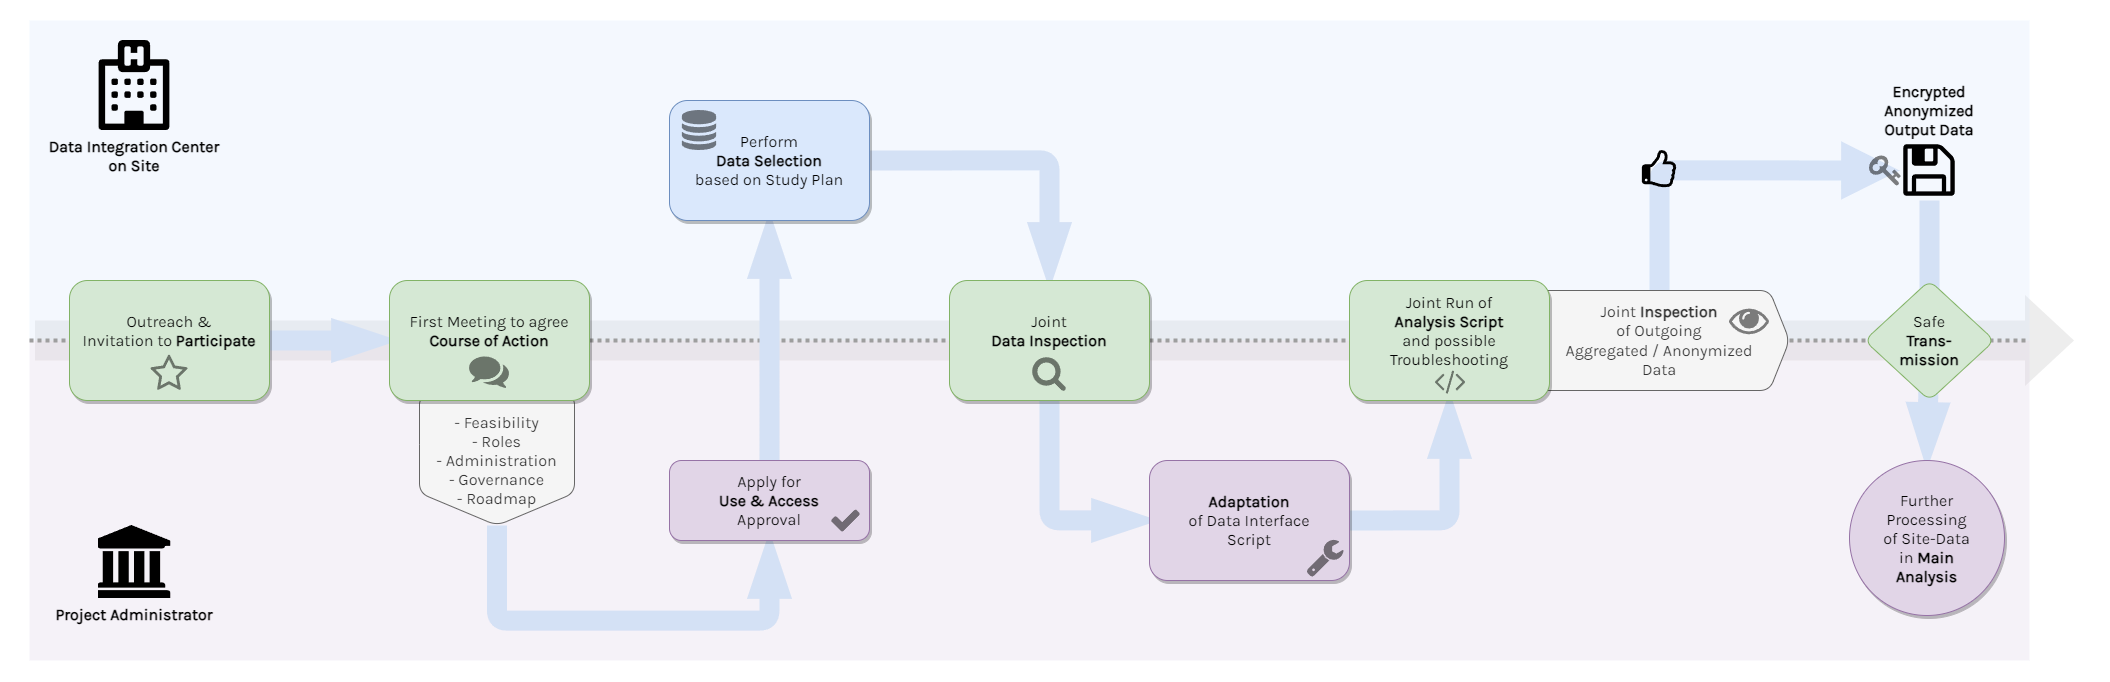 Data Integration Center
on Site
Outreach &
Invitation to Participate
First Meeting to agree
Course of Action
- Feasibility
- Roles
- Administration
- Governance
- Roadmap
Apply for
Use & Access
Approval
Perform
Data Selection
based on Study Plan
Joint
Data Inspection
Adaptation
of Data Interface
Script
Joint Run of
Analysis Script
and possible
Troubleshooting
</>
Joint Inspection
of Outgoing
Aggregated / Anonymized
Data
Encrypted
Anonymized
Output Data
Safe
Trans-
mission
Further
Processing
of Site-Data
in Main
Analysis
Project Administrator